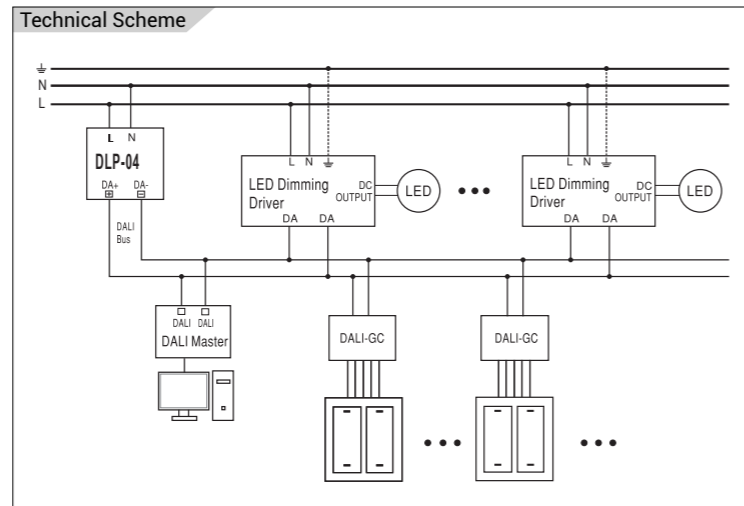 Technical Scheme
N
L
L N
DLP-04
DA+ DA-
DALI
Bus
L N
LED Dimming
Driver
DC
OUTPUT
LED
DA DA
L N
LED Dimming
Driver
DC
OUTPUT
LED
DA DA
DALI DALI
DALI Master
DALI-GC
DALI-GC